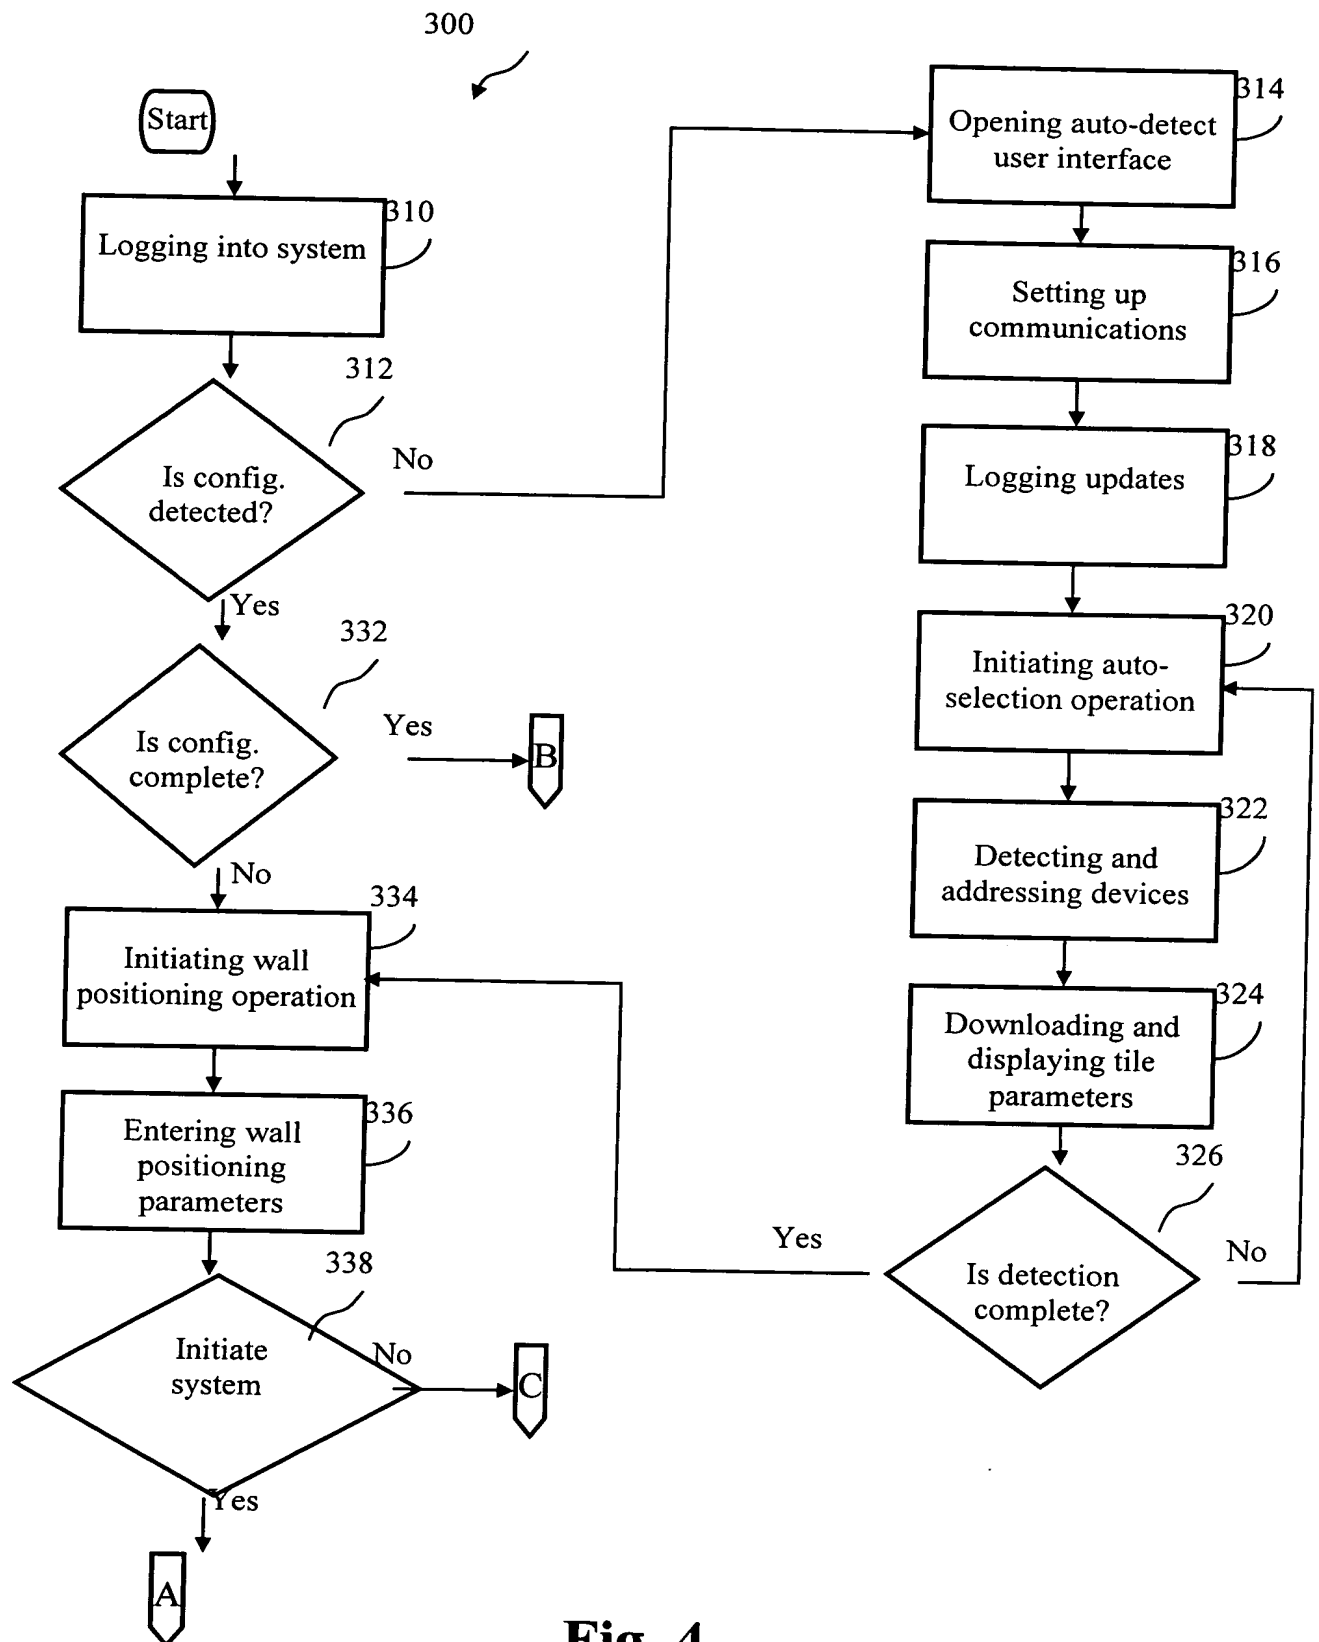 300
Start
310
Logging into system
312
Is config.
detected?
No
Yes
332
Is config.
complete?
Yes
B
No
334
Initiating wall
positioning operation
336
Entering wall
positioning
parameters
338
Initiate
system
No
C
Yes
A
314
Opening auto-detect
user interface
316
Setting up
communications
318
Logging updates
320
Initiating auto-
selection operation
322
Detecting and
addressing devices
324
Downloading and
displaying tile
parameters
326
Is detection
complete?
Yes
No
Fig. 4